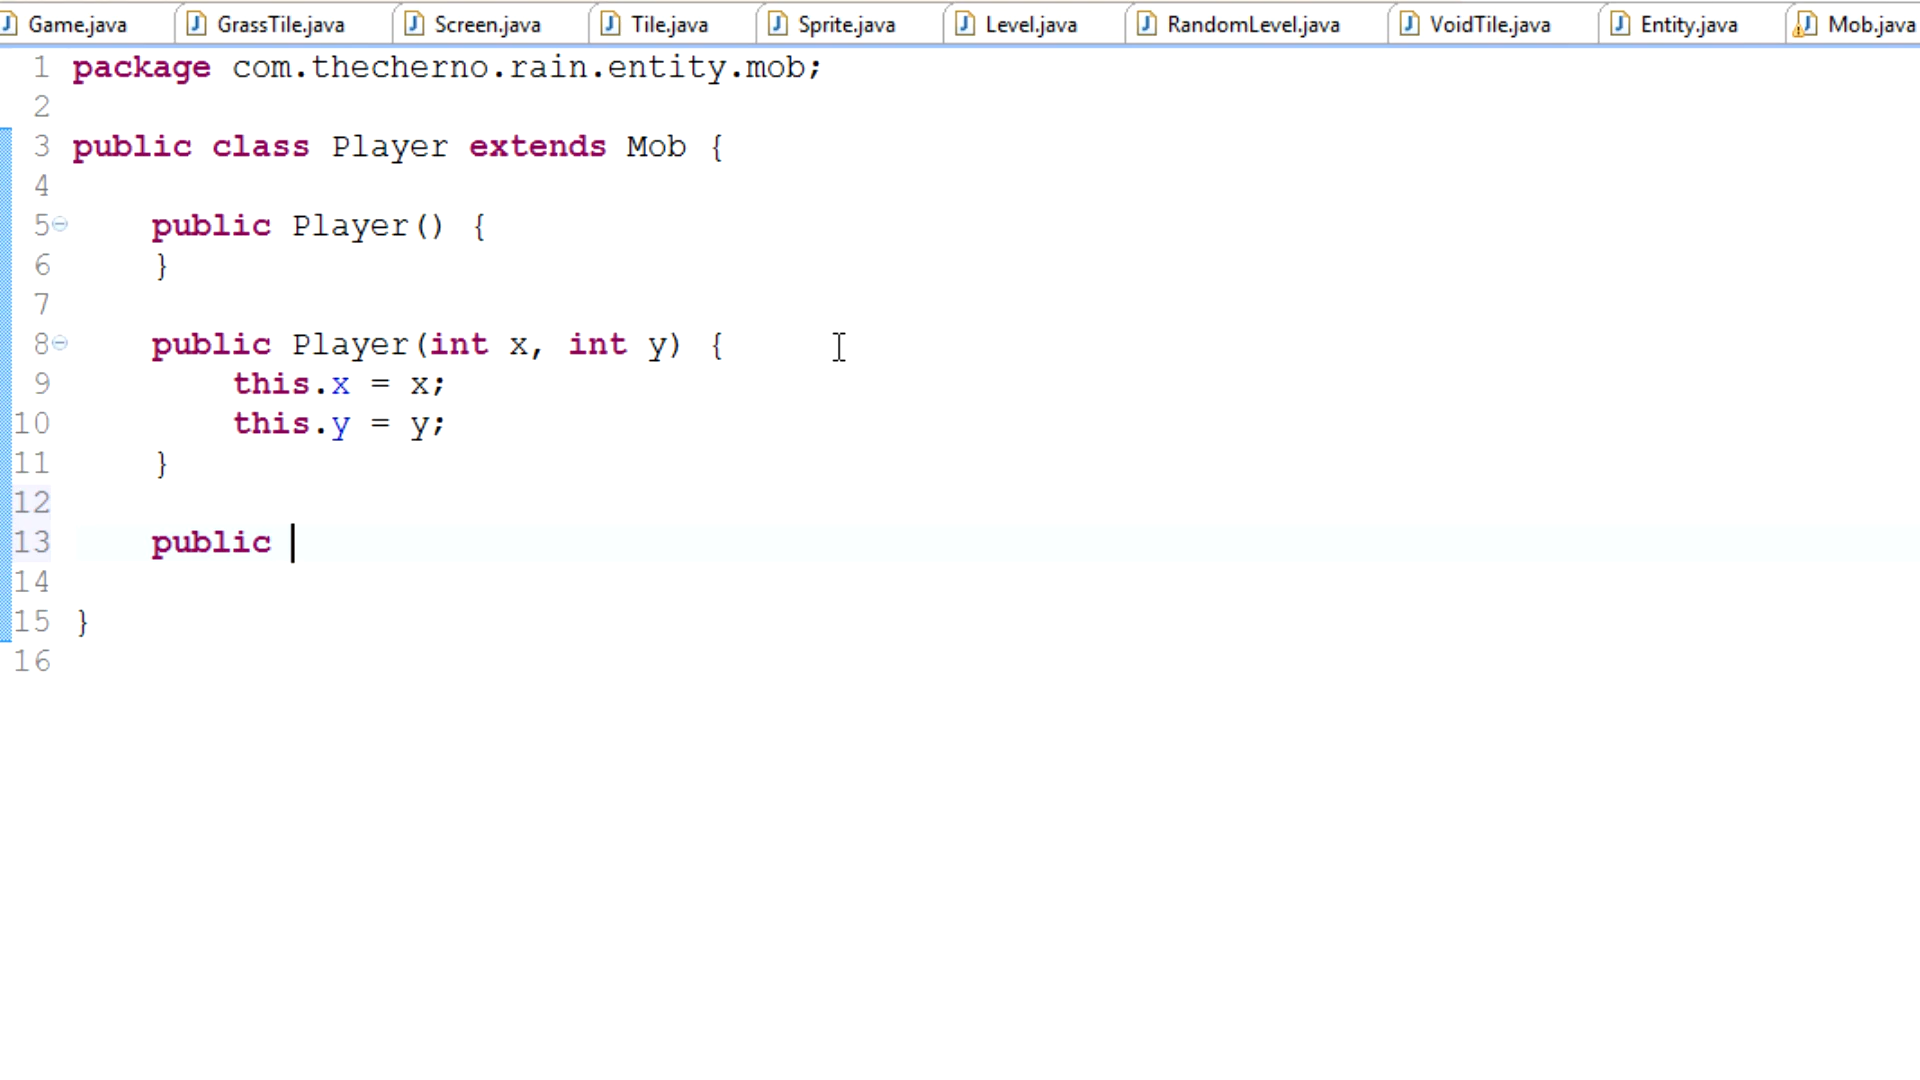 Game.java GrassTile.java Screen.java Tile.java Sprite.java Level.java RandomLevel.java VoidTile.java Entity.java Mob.java
1 package com.thecherno.rain.entity.mob;
2
3 public class Player extends Mob {
4
5 public Player() {
6 }
7
8 public Player(int x, int y) {
9 this.x = x;
10 this.y = y;
11 }
12
13 public
14
15 }
16